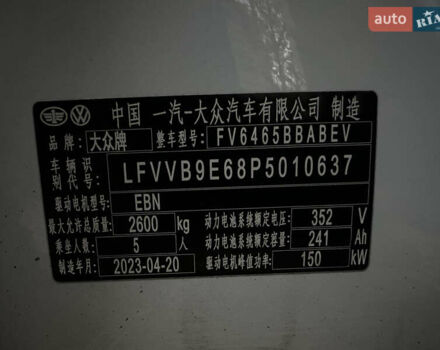 auto RIA
中国 一汽-大众汽车有限公司 制造
品牌 大众牌 整车型号 FV6465BBABEV
车辆识别代号 LFVVB9E68P5010637
驱动电机型号 EBN
最大允许总质量 2600 kg 动力电池系统额定电压 352 V
乘坐人数 5 人 动力电池系统额定容量 241 Ah
制造年月 2023-04-20 驱动电机峰值功率 150 kW